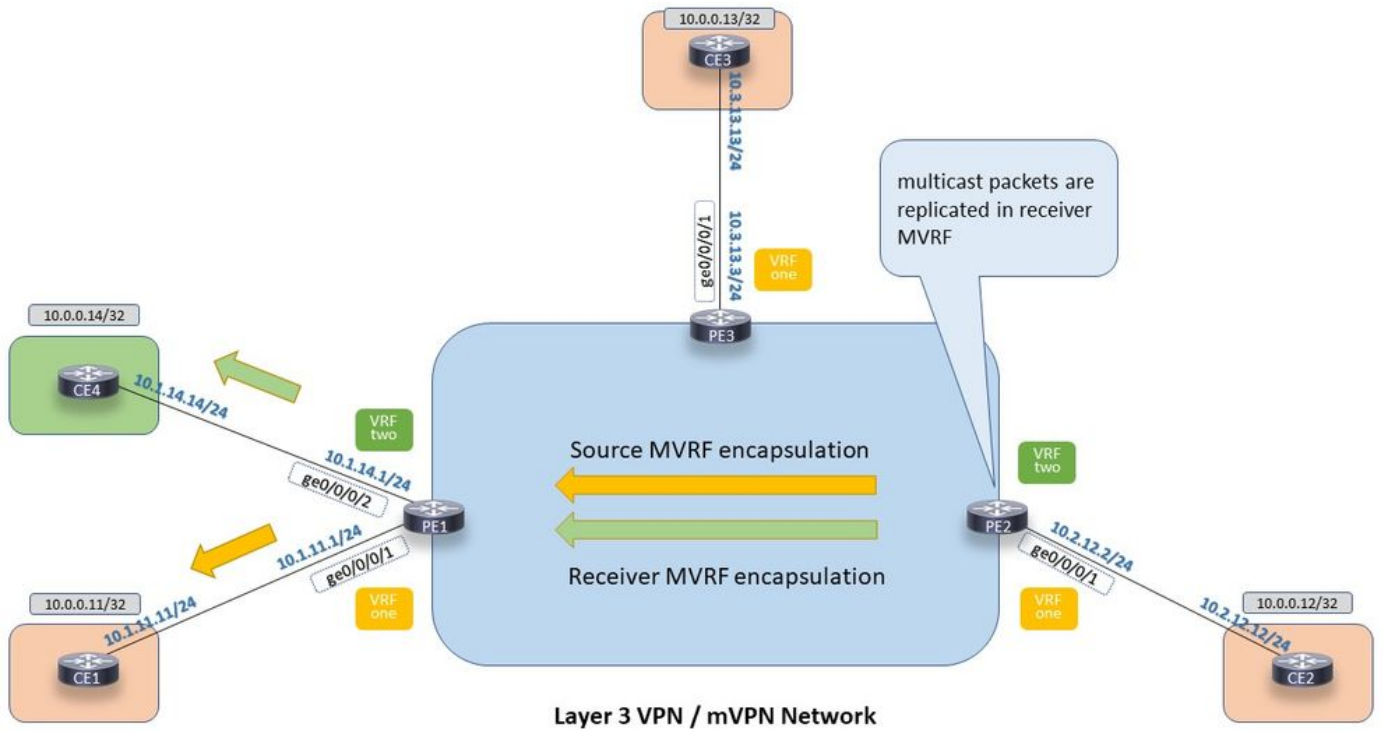 10.0.0.13/32
CE3
10.3.13.13/24
ge0/0/0/1
10.3.13.3/24
VRF
one
PE3
multicast packets are
replicated in receiver
MVRF
10.0.0.14/32
CE4
10.1.14.14/24
VRF
two
10.1.14.1/24
ge0/0/0/2
Source MVRF encapsulation
VRF
two
PE1
PE2
10.1.11.1/24
ge0/0/0/1
Receiver MVRF encapsulation
10.2.12.2/24
ge0/0/0/1
10.0.0.11/32
10.1.11.11/24
VRF
one
VRF
one
10.0.0.12/32
10.2.12.12/24
CE1
CE2
Layer 3 VPN / mVPN Network